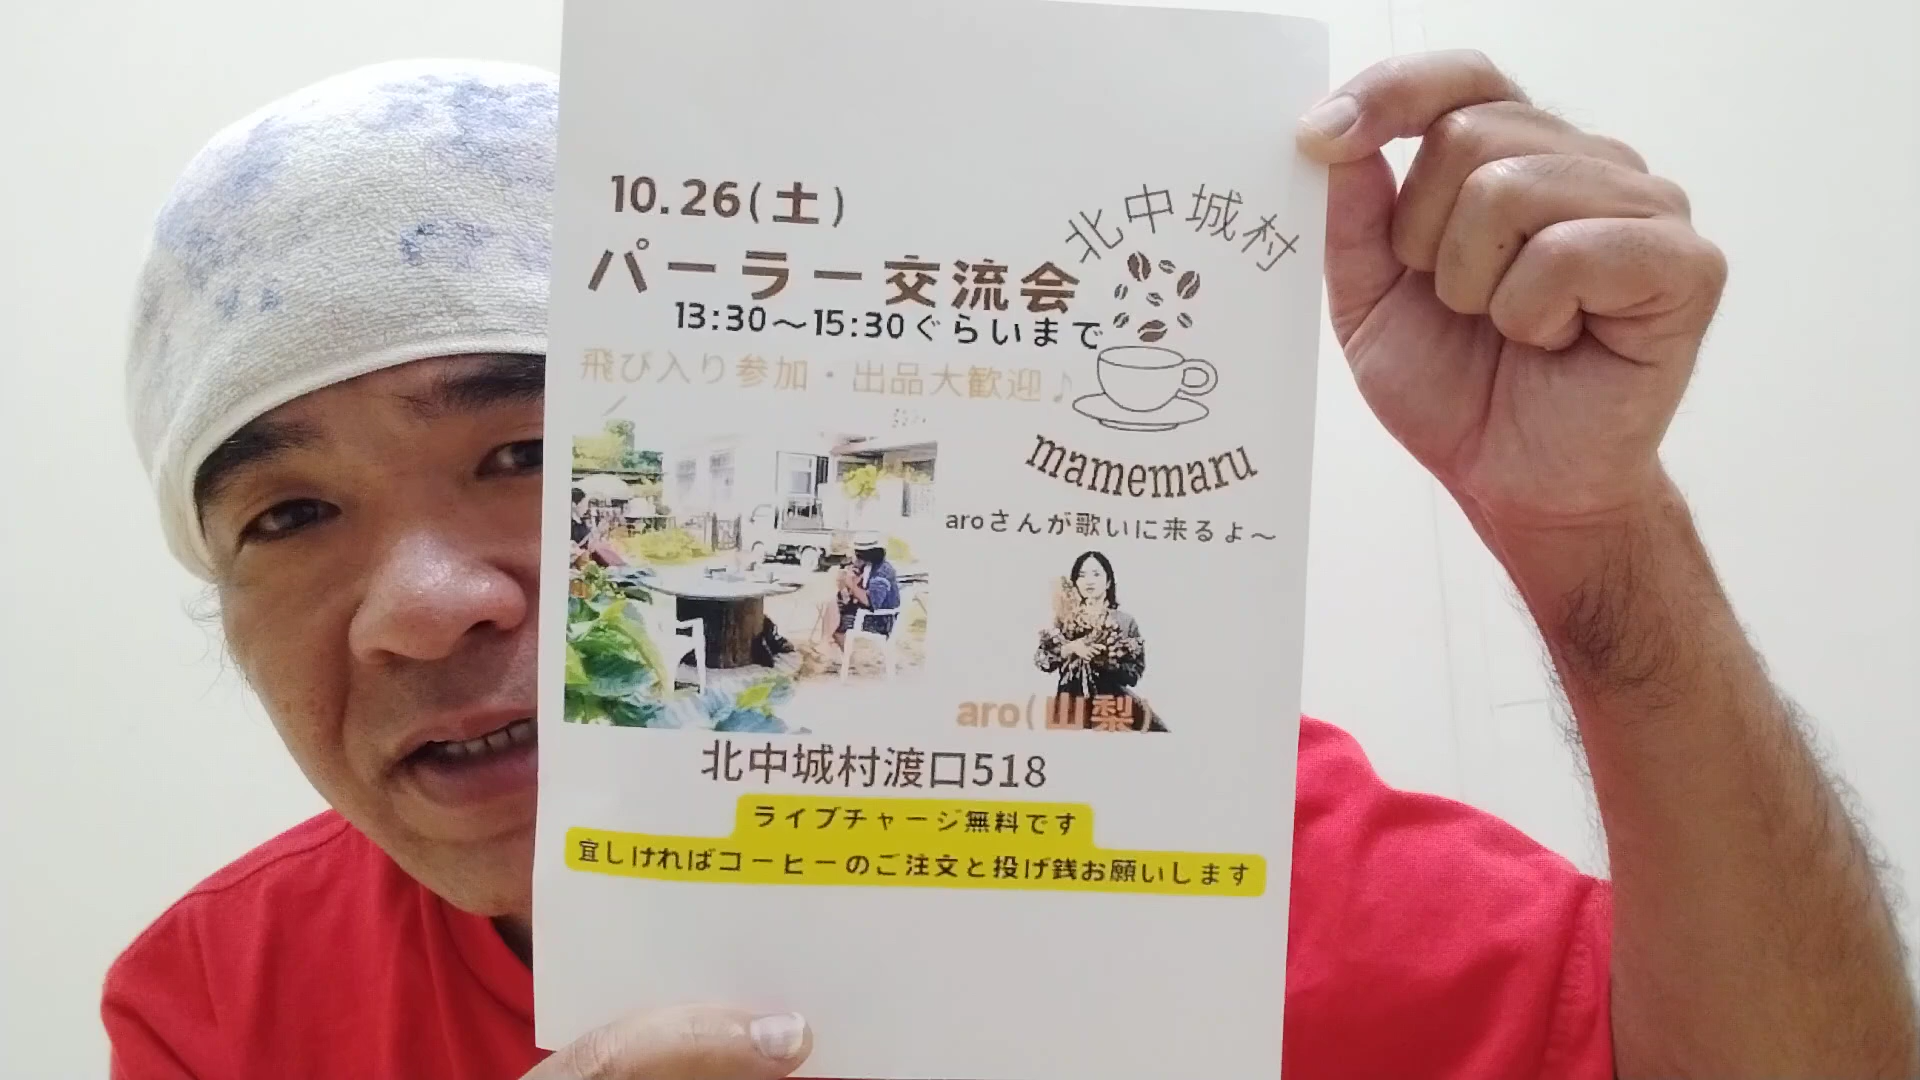 10.26(土)
北中城村
パーラー交流会
13:30～15:30ぐらいまで
飛び入り参加・出品大歓迎♪
mamemaru
aroさんが歌いに来るよ～
aro(山梨)
北中城村渡口518
ライブチャージ無料です
宜しければコーヒーのご注文と投げ銭お願いします